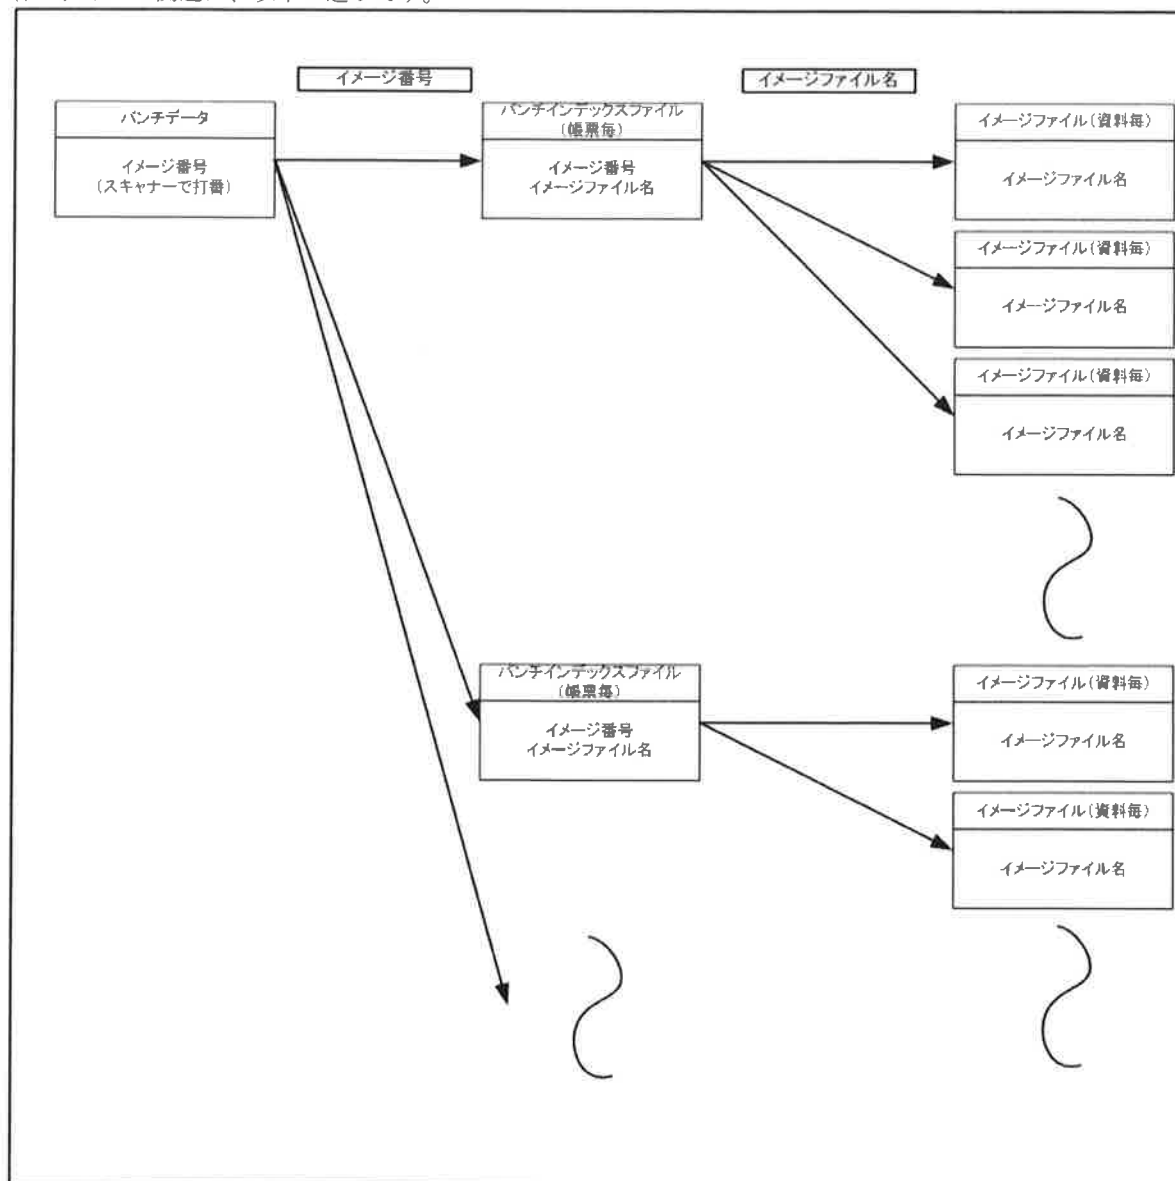 イメージ番号
イメージファイル名
パンチデータ
イメージ番号
(スキャナーで打番)
パンチインデックスファイル
(帳票毎)
イメージ番号
イメージファイル名
イメージファイル(資料毎)
イメージファイル名
イメージファイル(資料毎)
イメージファイル名
イメージファイル(資料毎)
イメージファイル名
パンチインデックスファイル
(帳票毎)
イメージ番号
イメージファイル名
イメージファイル(資料毎)
イメージファイル名
イメージファイル(資料毎)
イメージファイル名